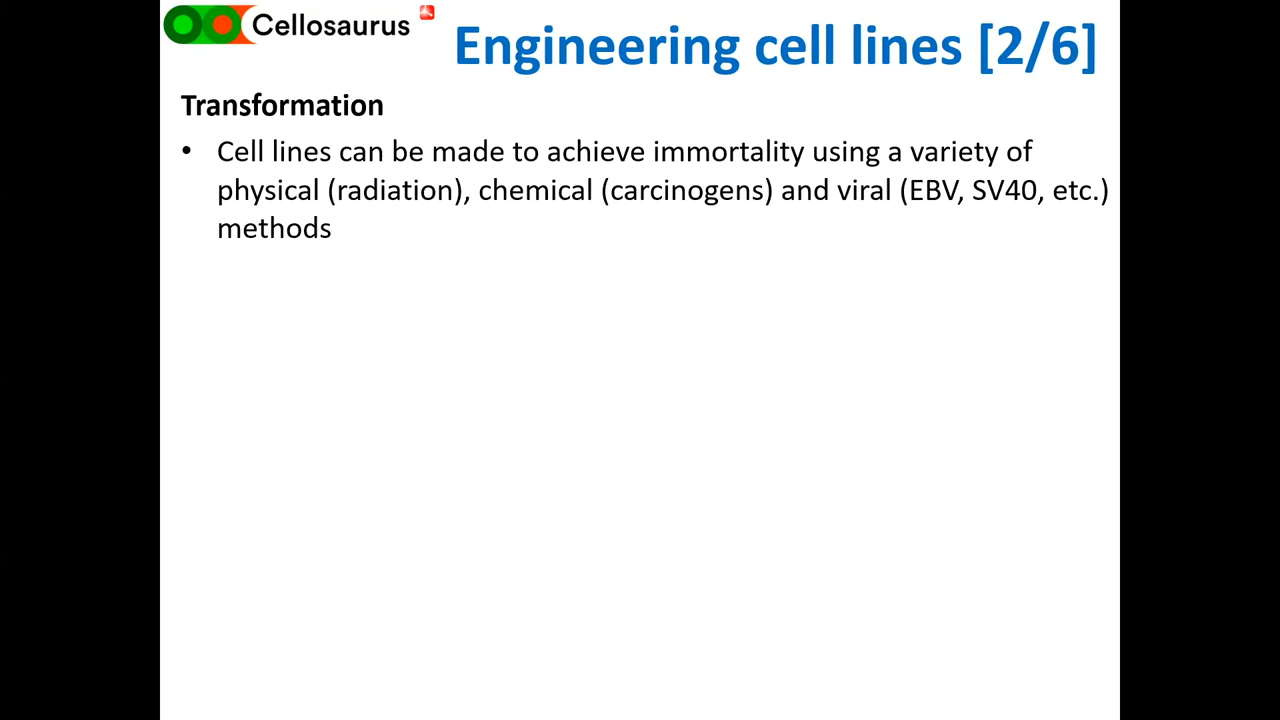 Cellosaurus
Engineering cell lines [2/6]
Transformation
• Cell lines can be made to achieve immortality using a variety of
physical (radiation), chemical (carcinogens) and viral (EBV, SV40, etc.)
methods